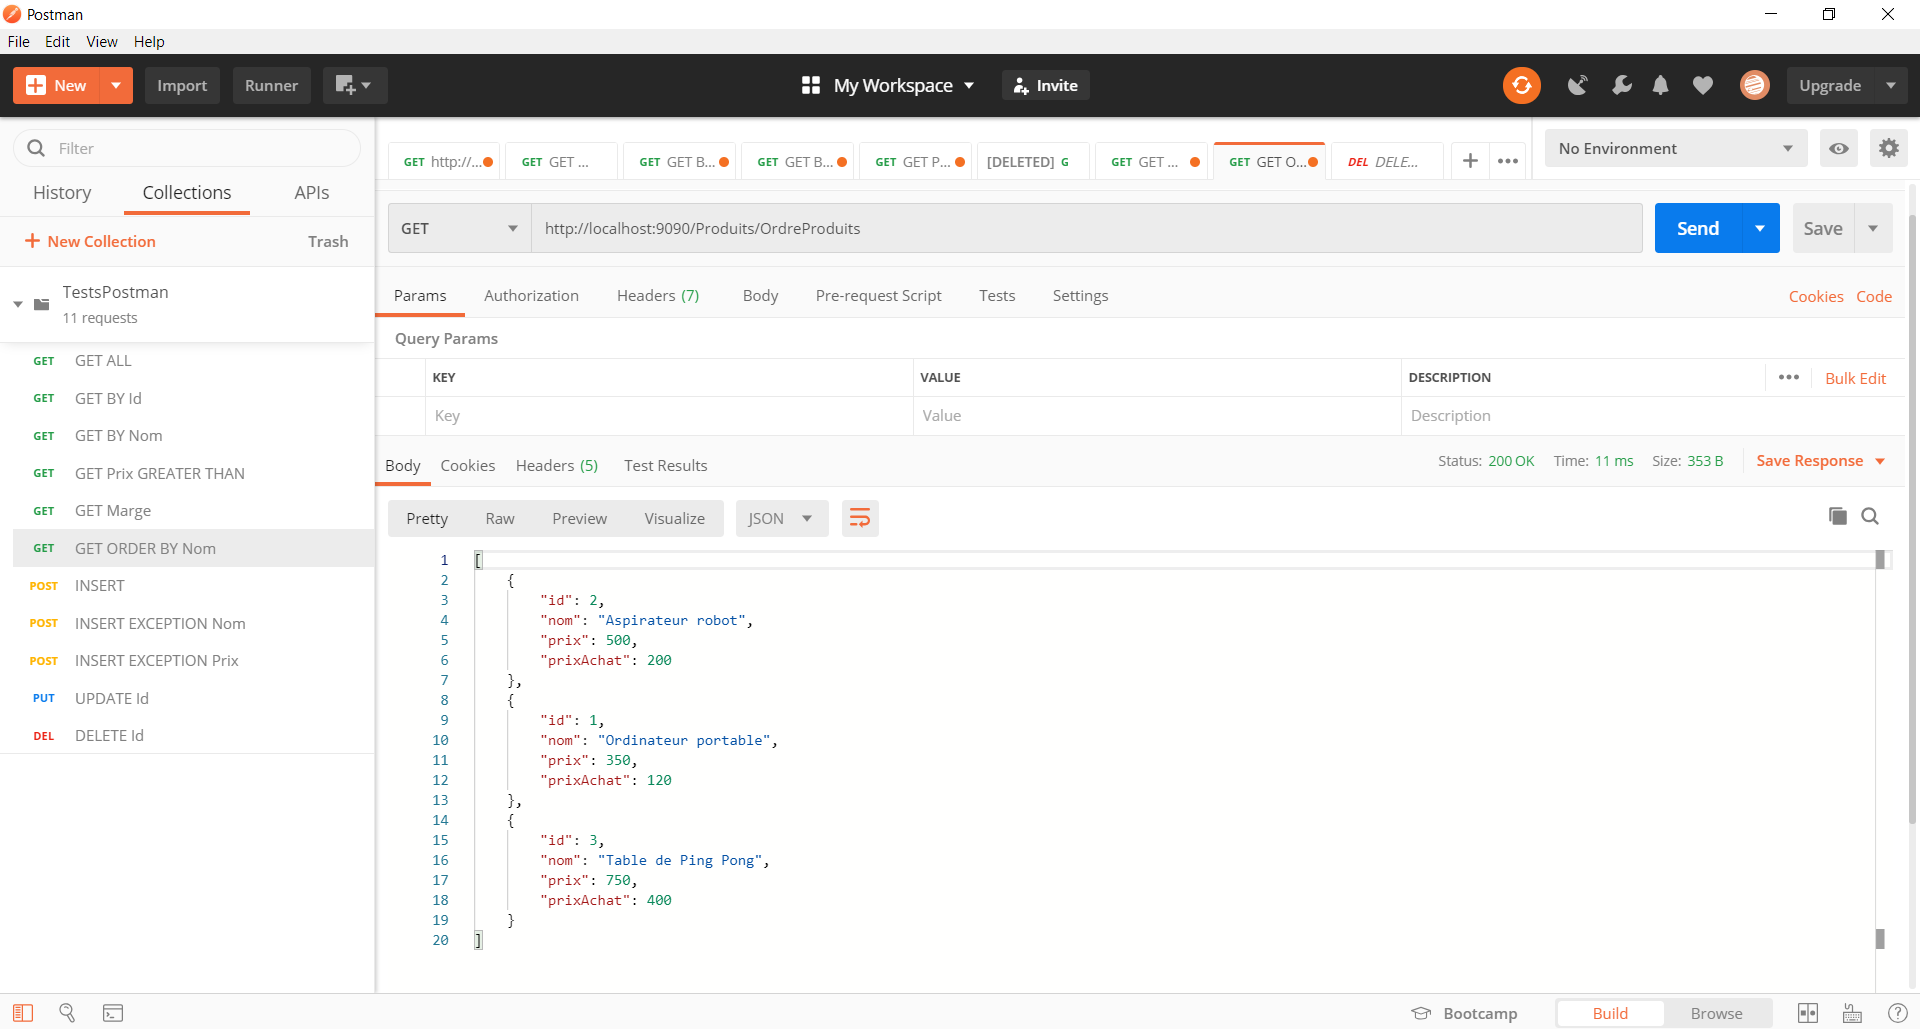 Postman
File Edit View Help
New Import Runner My Workspace Invite Upgrade
Filter
History Collections APIs
New Collection Trash
TestsPostman
11 requests
GET GET ALL
GET GET BY Id
GET GET BY Nom
GET GET Prix GREATER THAN
GET GET Marge
GET GET ORDER BY Nom
POST INSERT
POST INSERT EXCEPTION Nom
POST INSERT EXCEPTION Prix
PUT UPDATE Id
DEL DELETE Id
GET http://... GET GET ... GET GET B... GET GET B... GET GET P... [DELETED] G GET GET ... GET GET O... DEL DELE...
No Environment
GET http://localhost:9090/Produits/OrdreProduits Send Save
Params Authorization Headers (7) Body Pre-request Script Tests Settings Cookies Code
Query Params
KEY VALUE DESCRIPTION Bulk Edit
Key Value Description
Body Cookies Headers (5) Test Results Status: 200 OK Time: 11 ms Size: 353 B Save Response
Pretty Raw Preview Visualize JSON
1 [
2 {
3 "id": 2,
4 "nom": "Aspirateur robot",
5 "prix": 500,
6 "prixAchat": 200
7 },
8 {
9 "id": 1,
10 "nom": "Ordinateur portable",
11 "prix": 350,
12 "prixAchat": 120
13 },
14 {
15 "id": 3,
16 "nom": "Table de Ping Pong",
17 "prix": 750,
18 "prixAchat": 400
19 }
20 ]
Bootcamp Build Browse